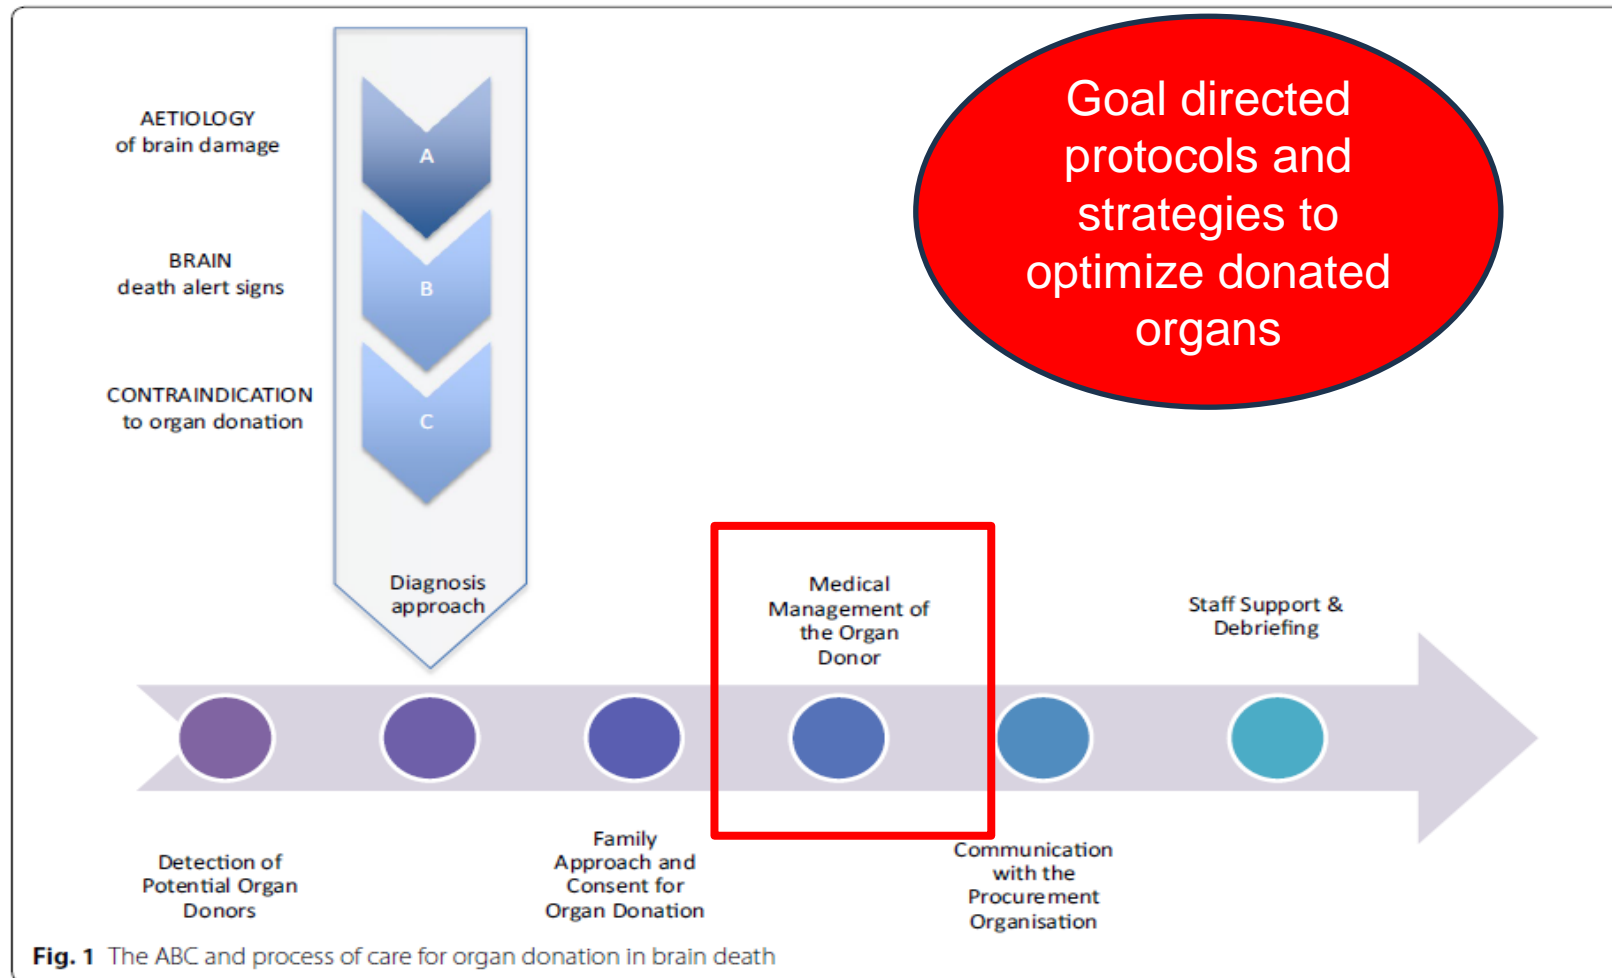 AETIOLOGY
of brain damage
A
BRAIN
death alert signs
B
CONTRAINDICATION
to organ donation
C
Diagnosis
approach
Goal directed
protocols and
strategies to
optimize donated
organs
Medical
Management of
the Organ
Donor
Staff Support &
Debriefing
Detection of
Potential Organ
Donors
Family
Approach and
Consent for
Organ Donation
Communication
with the
Procurement
Organisation
Fig. 1 The ABC and process of care for organ donation in brain death